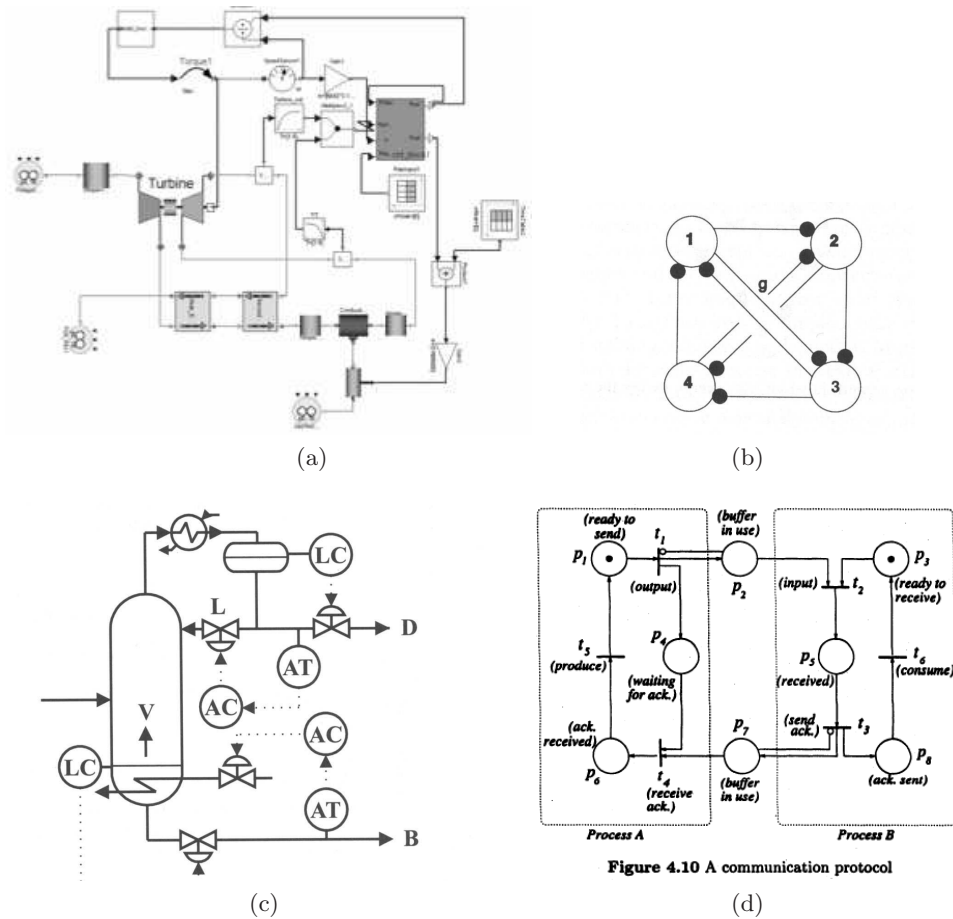 Torque1
Turbine
(a)
1
2
g
4
3
(b)
LC
L
D
AT
AC
V
AC
LC
AT
B
(c)
(ready to
send)
t1
(buffer
in use)
p1
p3
(output)
p2
(input)
t2
(ready to
receive)
t5
(produce)
p4
(waiting
for ack.)
p5
(received)
t6
(consume)
(ack.
received)
p7
(send
ack.)
t3
p6
t4
(receive
ack.)
(buffer
in use)
p8
(ack. sent)
Process A
Process B
Figure 4.10 A communication protocol
(d)